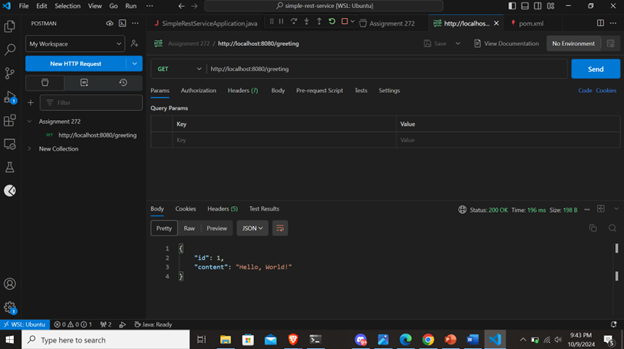 File Edit Selection View Go Run
simple-rest-service [WSL: Ubuntu]
POSTMAN
My Workspace
New HTTP Request
Filter
Assignment 272
GET http://localhost:8080/greeting
New Collection
SimpleRestServiceApplication.java
Assignment 272
http://localhos...
pom.xml
Assignment 272 / http://localhost:8080/greeting
Save
View Documentation
No Environment
GET
http://localhost:8080/greeting
Send
Params Authorization Headers (7) Body Pre-request Script Tests Settings
Code Cookies
Query Params
Key Value
Key Value
Body Cookies Headers (5) Test Results
Status: 200 OK Time: 196 ms Size: 198 B
Pretty Raw Preview JSON
1 {
2 "id": 1,
3 "content": "Hello, World!"
4 }
WSL: Ubuntu 0 0 1 2 Java: Ready
Type here to search
9:43 PM
10/9/2024